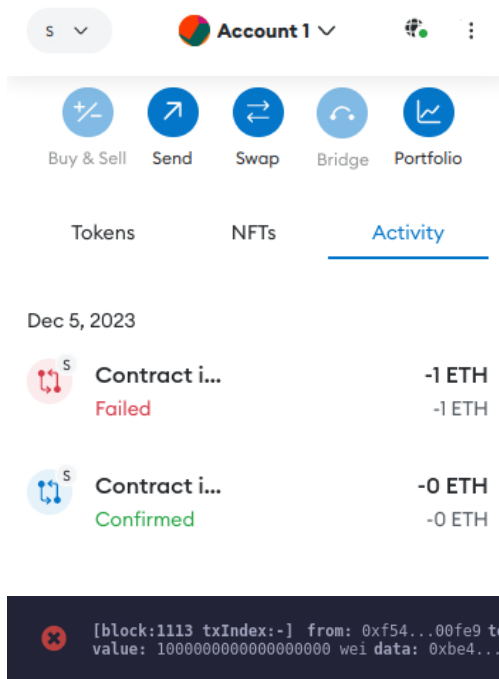 S
Account 1
Buy & Sell Send Swap Bridge Portfolio
Tokens NFTs Activity
Dec 5, 2023
S
Contract i... -1 ETH
Failed -1 ETH
S
Contract i... -0 ETH
Confirmed -0 ETH
[block:1113 txIndex:-] from: 0xf54...00fe9 to
value: 1000000000000000000 wei data: 0xbe4...